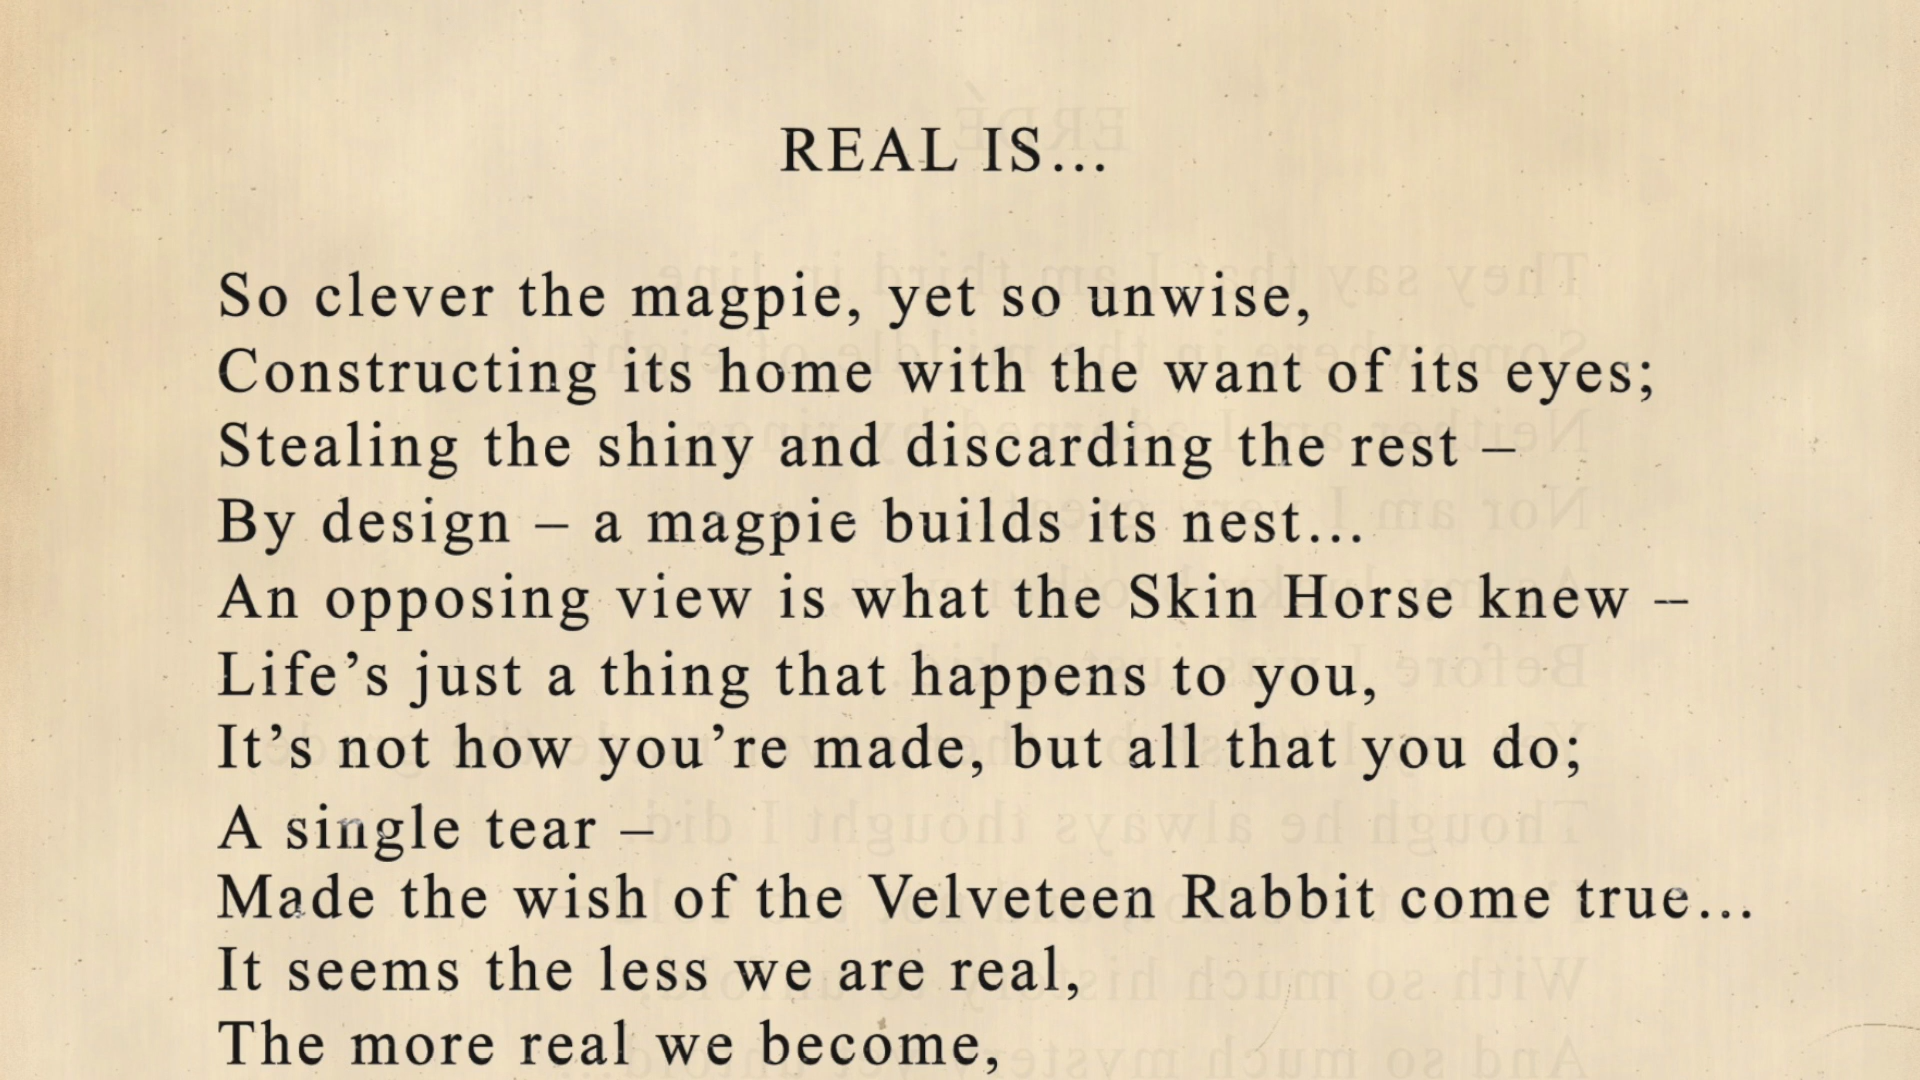 REAL IS…
So clever the magpie, yet so unwise,
Constructing its home with the want of its eyes;
Stealing the shiny and discarding the rest –
By design – a magpie builds its nest…
An opposing view is what the Skin Horse knew –
Life’s just a thing that happens to you,
It’s not how you’re made, but all that you do;
A single tear –
Made the wish of the Velveteen Rabbit come true…
It seems the less we are real,
The more real we become,